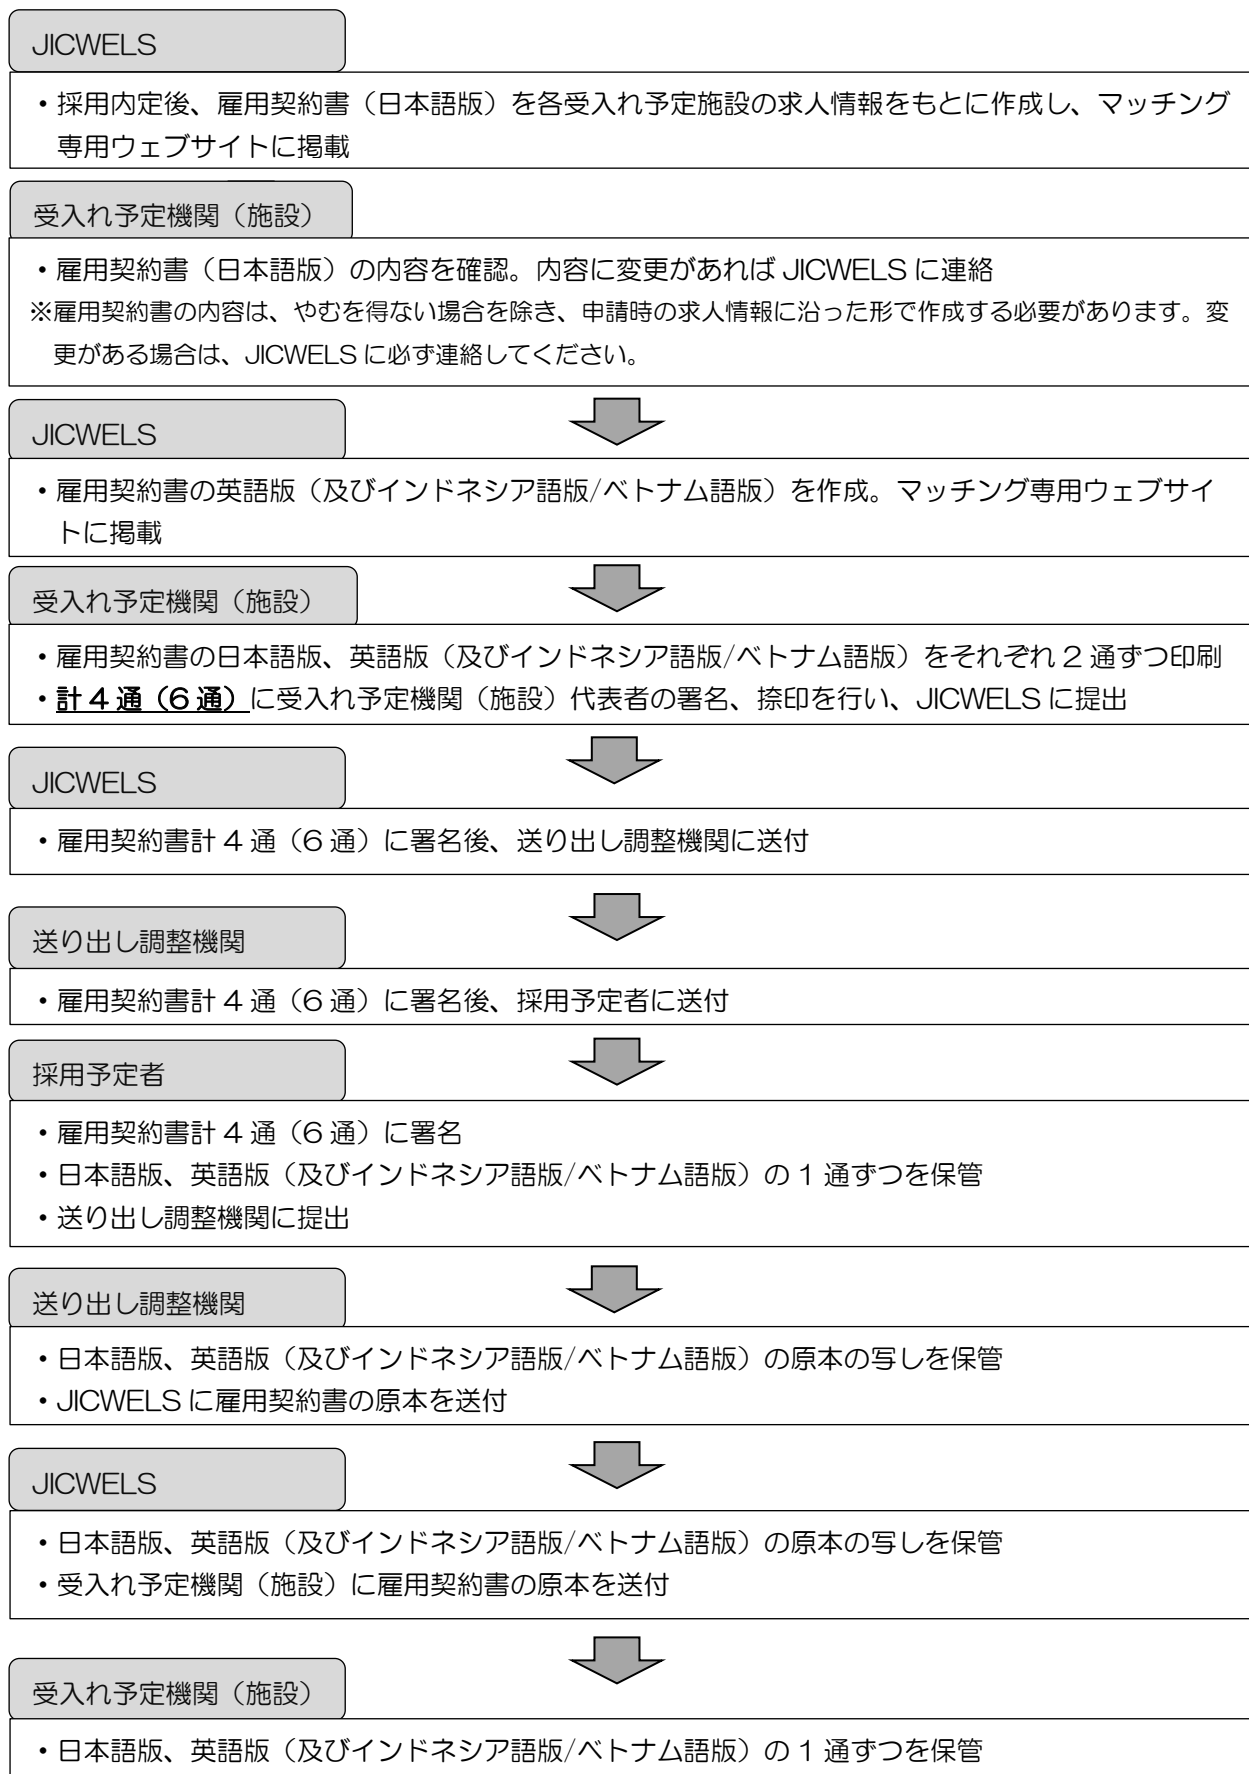 JICWELS
・採用内定後、雇用契約書（日本語版）を各受入れ予定施設の求人情報をもとに作成し、マッチング
専用ウェブサイトに掲載
受入れ予定機関（施設）
・雇用契約書（日本語版）の内容を確認。内容に変更があれば JICWELS に連絡
※雇用契約書の内容は、やむを得ない場合を除き、申請時の求人情報に沿った形で作成する必要があります。変
更がある場合は、JICWELS に必ず連絡してください。
JICWELS
・雇用契約書の英語版（及びインドネシア語版/ベトナム語版）を作成。マッチング専用ウェブサイ
トに掲載
受入れ予定機関（施設）
・雇用契約書の日本語版、英語版（及びインドネシア語版/ベトナム語版）をそれぞれ 2 通ずつ印刷
・計 4 通（6 通）に受入れ予定機関（施設）代表者の署名、捺印を行い、JICWELS に提出
JICWELS
・雇用契約書計 4 通（6 通）に署名後、送り出し調整機関に送付
送り出し調整機関
・雇用契約書計 4 通（6 通）に署名後、採用予定者に送付
採用予定者
・雇用契約書計 4 通（6 通）に署名
・日本語版、英語版（及びインドネシア語版/ベトナム語版）の 1 通ずつを保管
・送り出し調整機関に提出
送り出し調整機関
・日本語版、英語版（及びインドネシア語版/ベトナム語版）の原本の写しを保管
・JICWELS に雇用契約書の原本を送付
JICWELS
・日本語版、英語版（及びインドネシア語版/ベトナム語版）の原本の写しを保管
・受入れ予定機関（施設）に雇用契約書の原本を送付
受入れ予定機関（施設）
・日本語版、英語版（及びインドネシア語版/ベトナム語版）の 1 通ずつを保管